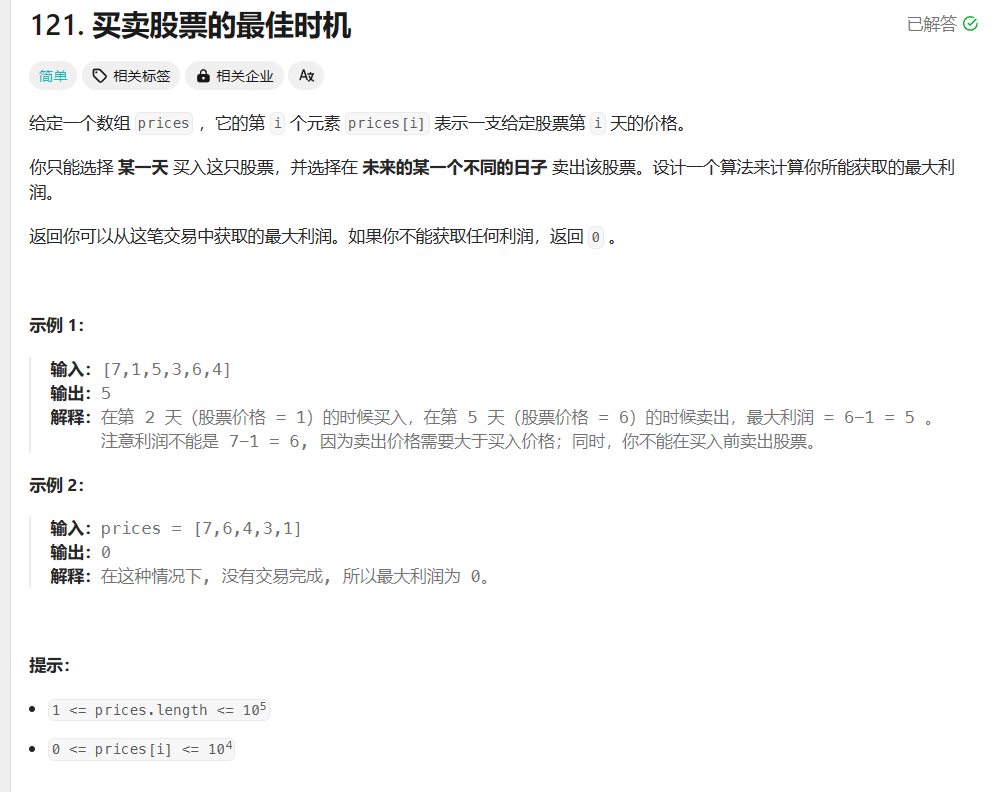 121. 买卖股票的最佳时机
已解答
简单 相关标签 相关企业 Aあ
给定一个数组 prices ，它的第 i 个元素 prices[i] 表示一支给定股票第 i 天的价格。
你只能选择 某一天 买入这只股票，并选择在 未来的某一个不同的日子 卖出该股票。设计一个算法来计算你所能获取的最大利
润。
返回你可以从这笔交易中获取的最大利润。如果你不能获取任何利润，返回 0 。
示例 1：
输入：[7,1,5,3,6,4]
输出：5
解释：在第 2 天（股票价格 = 1）的时候买入，在第 5 天（股票价格 = 6）的时候卖出，最大利润 = 6-1 = 5 。
注意利润不能是 7-1 = 6, 因为卖出价格需要大于买入价格；同时，你不能在买入前卖出股票。
示例 2：
输入：prices = [7,6,4,3,1]
输出：0
解释：在这种情况下, 没有交易完成, 所以最大利润为 0。
提示：
1 <= prices.length <= 10⁵
0 <= prices[i] <= 10⁴